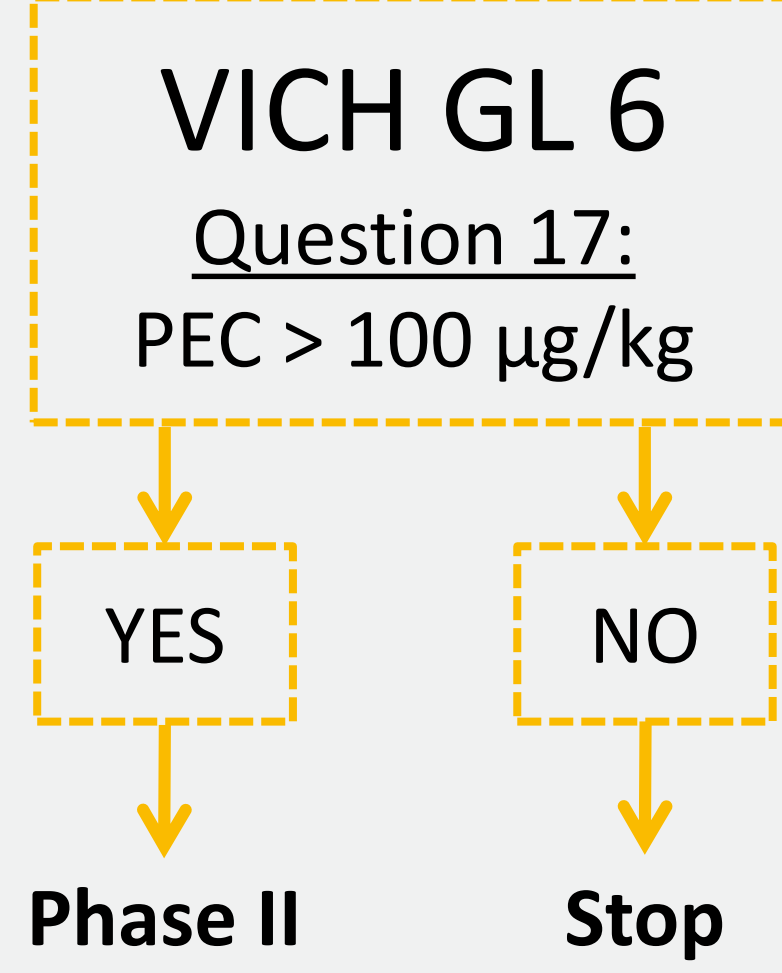 VICH GL 6
Question 17:
PEC > 100 µg/kg
YES
NO
Phase II
Stop